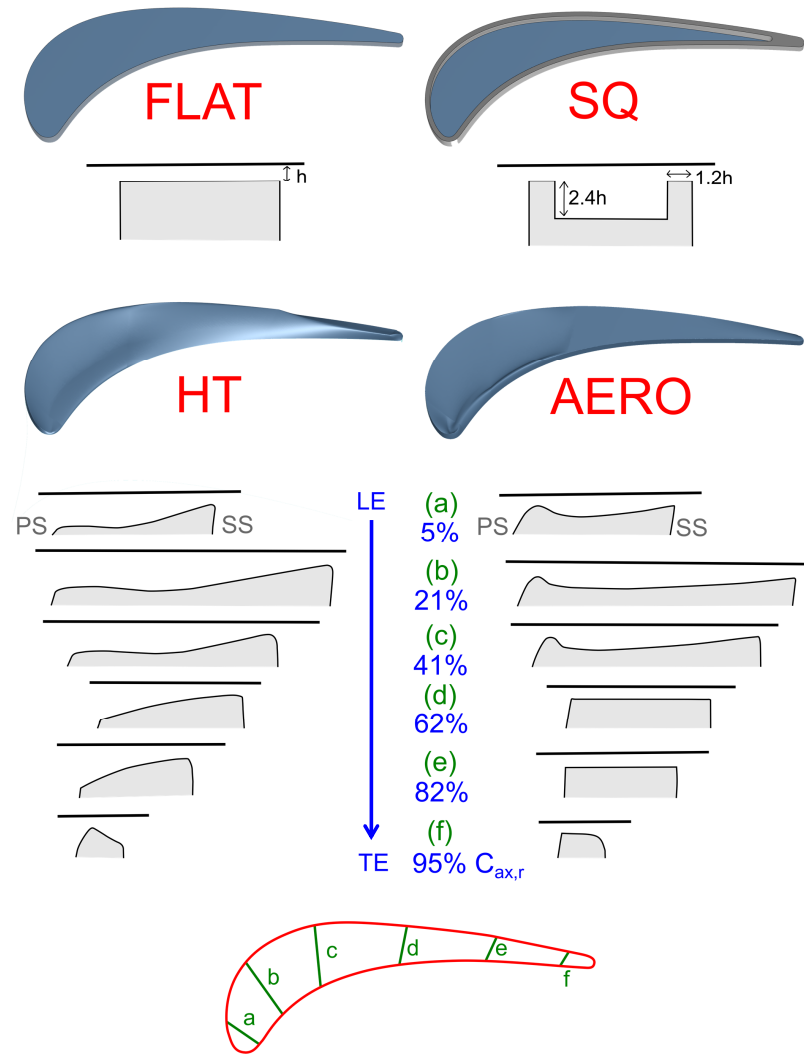 FLAT
SQ
h
2.4h
1.2h
HT
AERO
PS
SS
LE
(a)
5%
PS
SS
(b)
21%
(c)
41%
(d)
62%
(e)
82%
(f)
TE
95% Cax,r
a
b
c
d
e
f